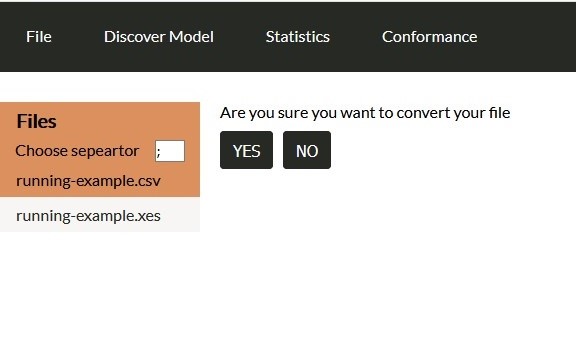 File Discover Model Statistics Conformance
Files
Choose sepeartor ;
running-example.csv
running-example.xes
Are you sure you want to convert your file
YES NO